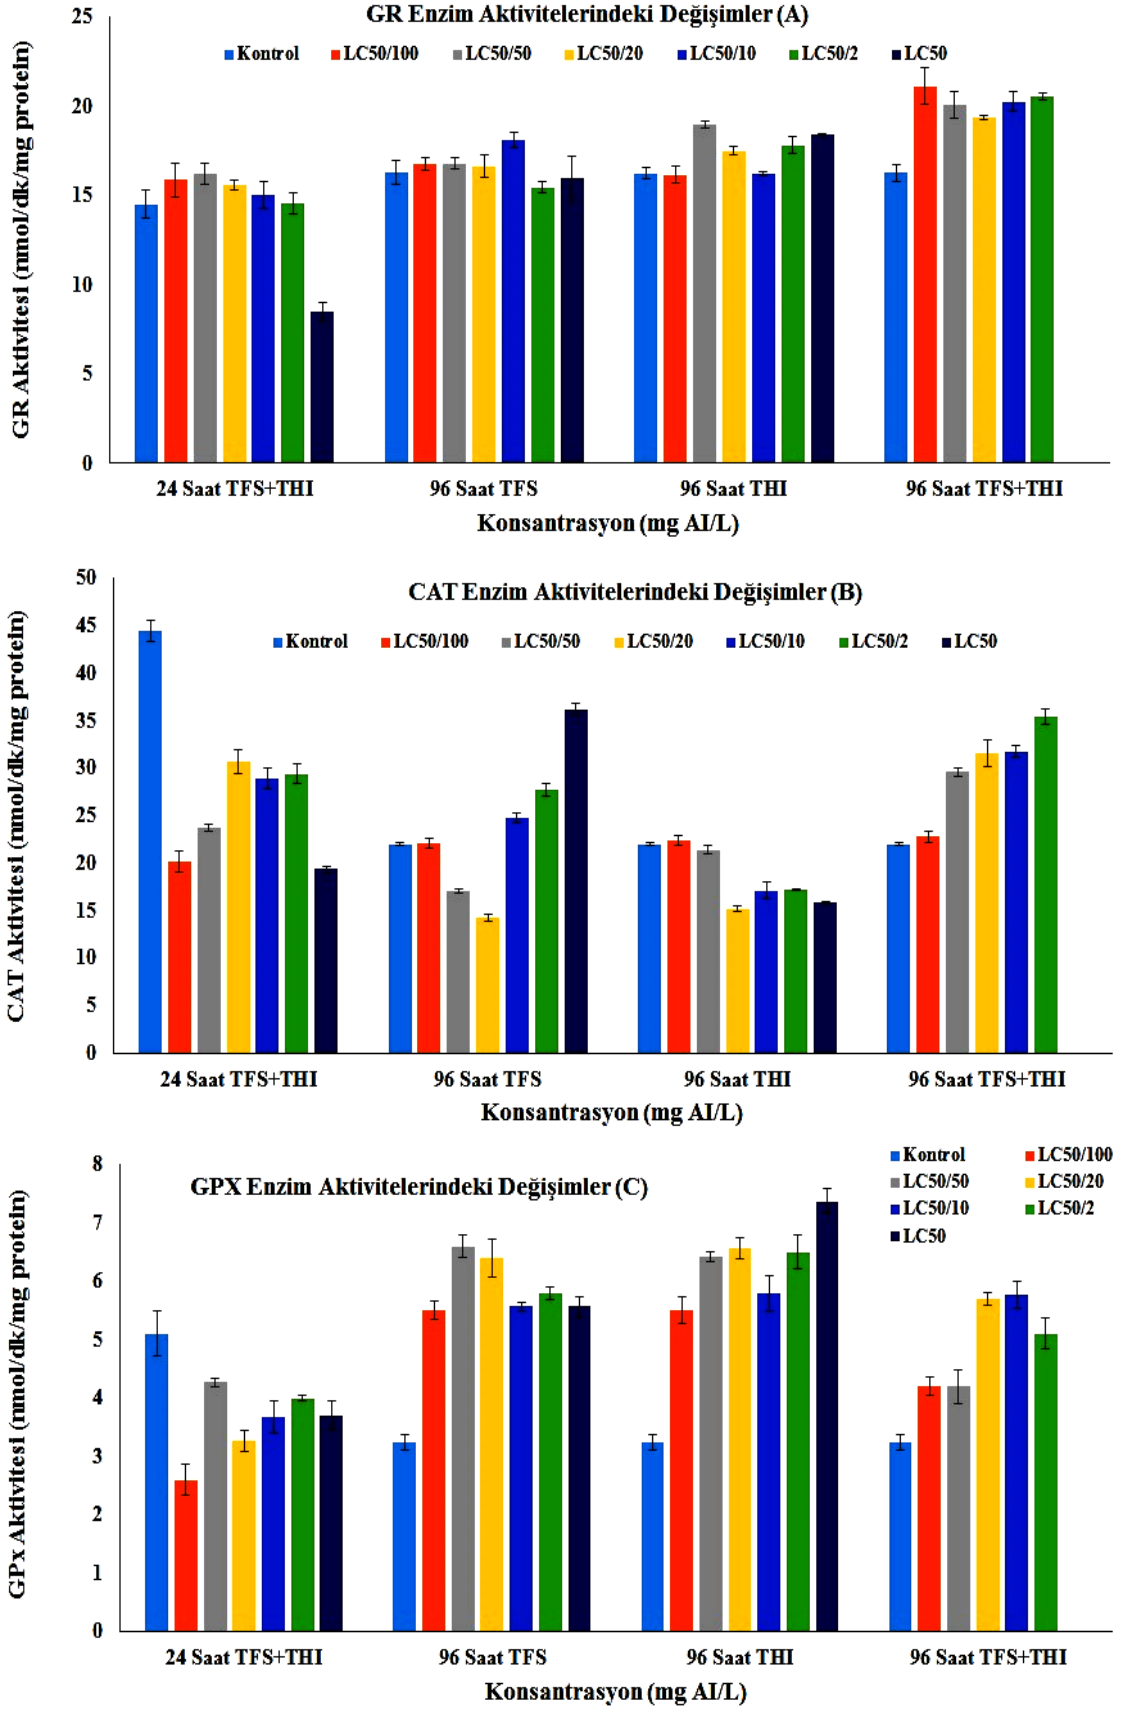 GR Enzim Aktivitelerindeki Değişimler (A)
Kontrol LC50/100 LC50/50 LC50/20 LC50/10 LC50/2 LC50
GR Aktivitesi (nmol/dk/mg protein)
25
20
15
10
5
0
24 Saat TFS+THI 96 Saat TFS 96 Saat THI 96 Saat TFS+THI
Konsantrasyon (mg AI/L)
CAT Enzim Aktivitelerindeki Değişimler (B)
Kontrol LC50/100 LC50/50 LC50/20 LC50/10 LC50/2 LC50
CAT Aktivitesi (nmol/dk/mg protein)
50
45
40
35
30
25
20
15
10
5
0
24 Saat TFS+THI 96 Saat TFS 96 Saat THI 96 Saat TFS+THI
Konsantrasyon (mg AI/L)
GPX Enzim Aktivitelerindeki Değişimler (C)
Kontrol LC50/100
LC50/50 LC50/20
LC50/10 LC50/2
LC50
GPx Aktivitesi (nmol/dk/mg protein)
8
7
6
5
4
3
2
1
0
24 Saat TFS+THI 96 Saat TFS 96 Saat THI 96 Saat TFS+THI
Konsantrasyon (mg AI/L)